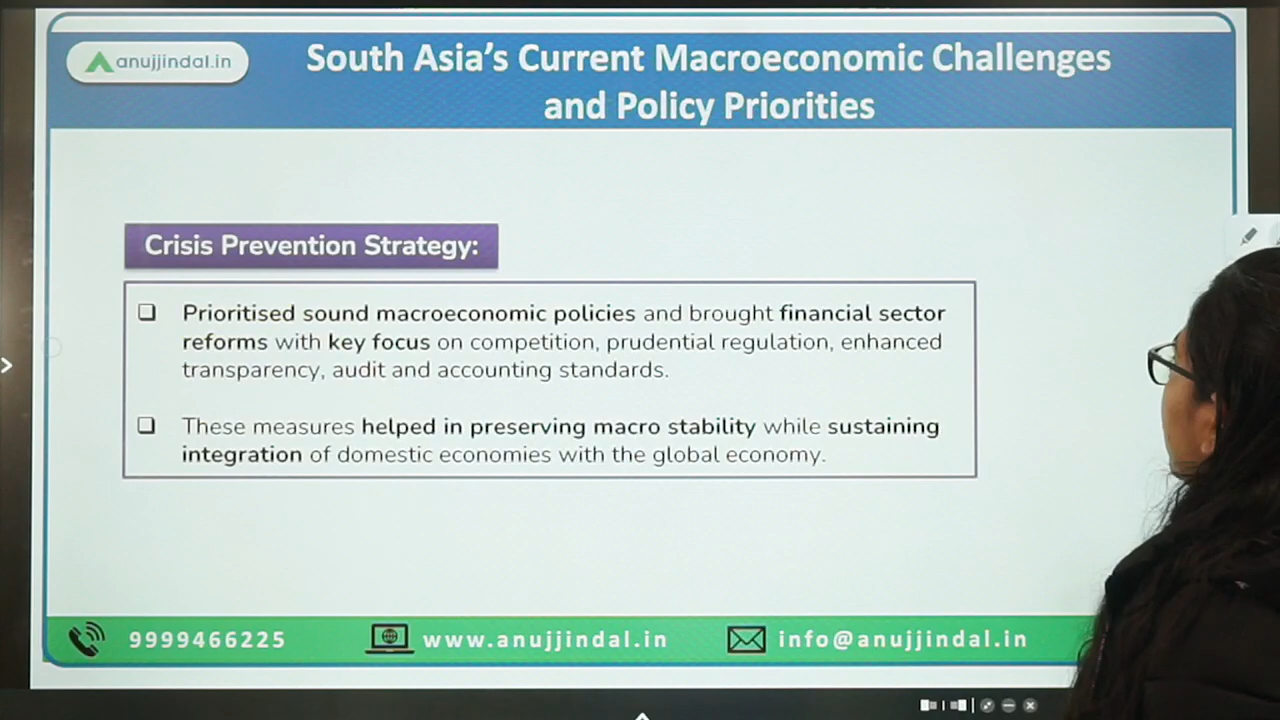 anujjindal.in
South Asia's Current Macroeconomic Challenges
and Policy Priorities
Crisis Prevention Strategy:
Prioritised sound macroeconomic policies and brought financial sector
reforms with key focus on competition, prudential regulation, enhanced
transparency, audit and accounting standards.
These measures helped in preserving macro stability while sustaining
integration of domestic economies with the global economy.
9999466225
www.anujjindal.in
info@anujjindal.in